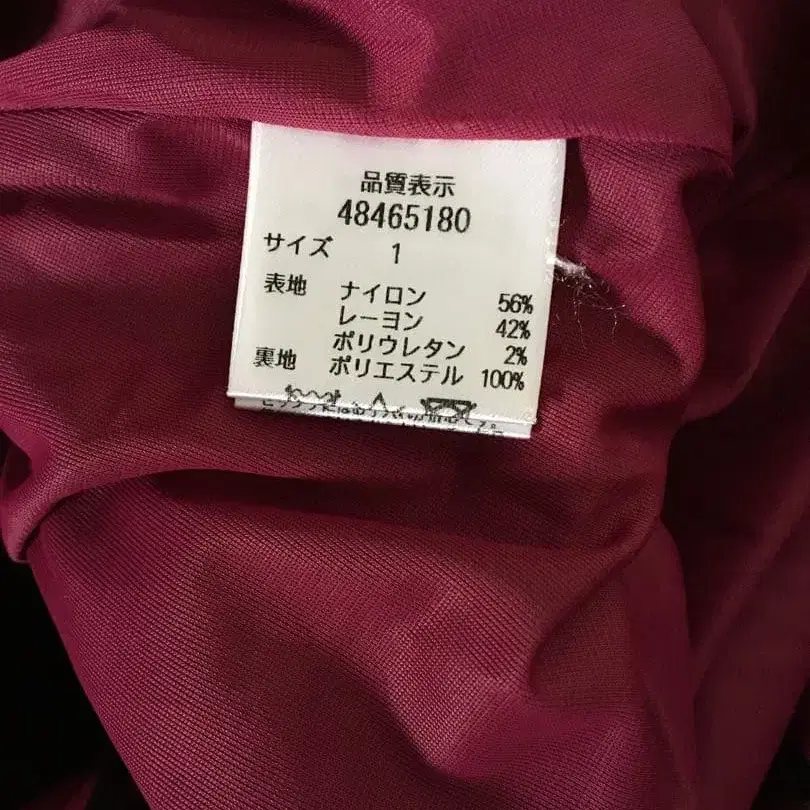 品質表示
48465180
サイズ 1
表地 ナイロン 56%
レーヨン 42%
ポリウレタン 2%
裏地 ポリエステル 100%